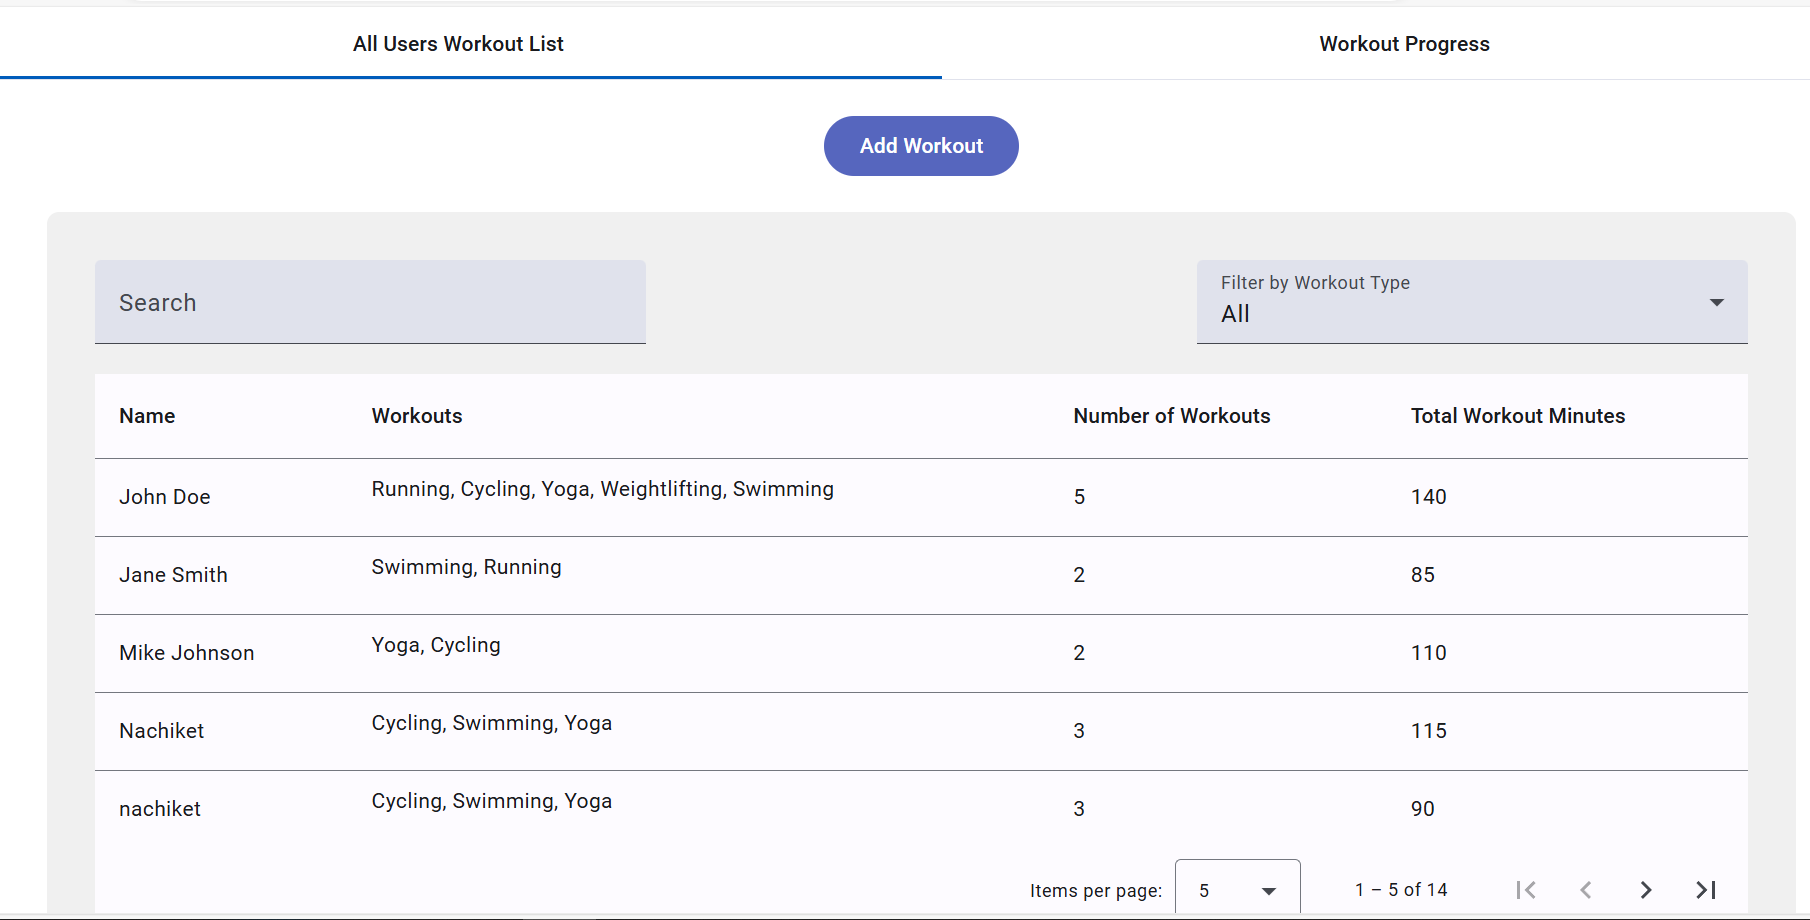 All Users Workout List Workout Progress
Add Workout
Search
Filter by Workout Type
All
Name Workouts Number of Workouts Total Workout Minutes
John Doe Running, Cycling, Yoga, Weightlifting, Swimming 5 140
Jane Smith Swimming, Running 2 85
Mike Johnson Yoga, Cycling 2 110
Nachiket Cycling, Swimming, Yoga 3 115
nachiket Cycling, Swimming, Yoga 3 90
Items per page: 5 1 – 5 of 14